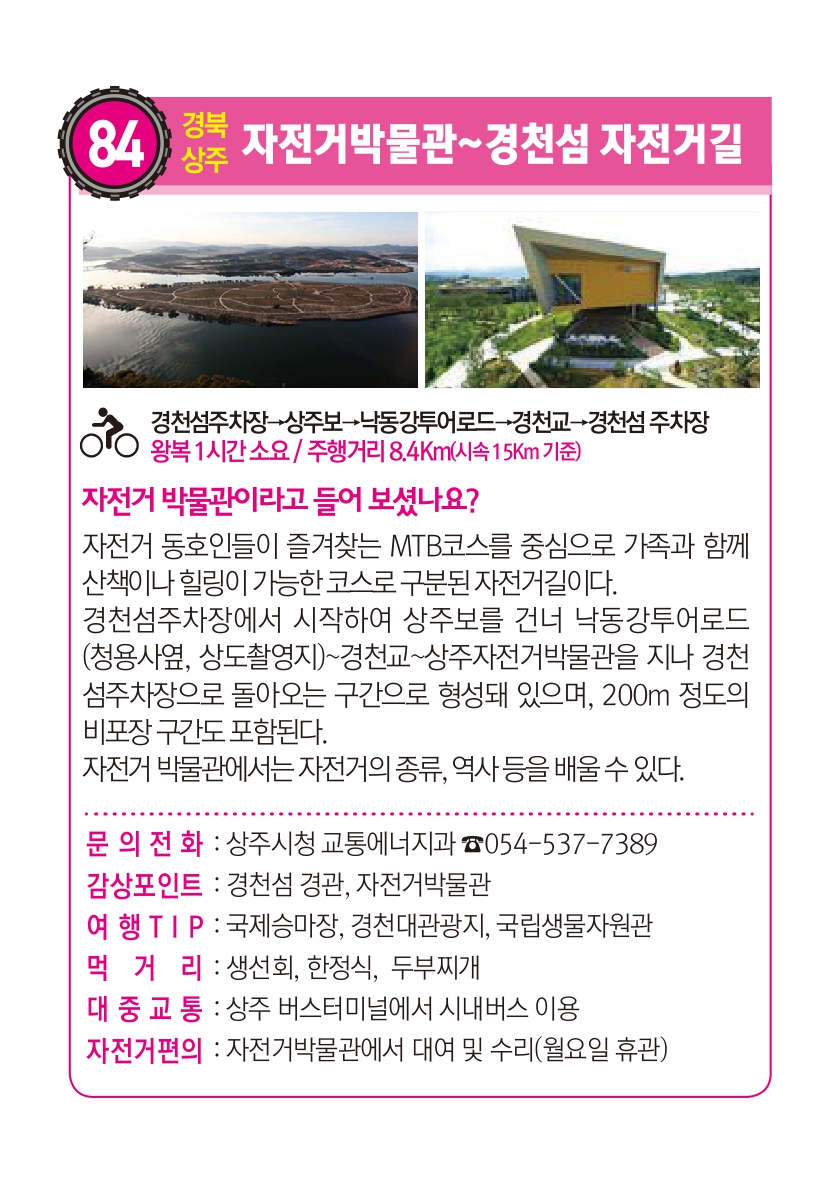 84
경북
상주
자전거박물관~경천섬 자전거길
경천섬주차장→상주보→낙동강투어로드→경천교→경천섬 주차장
왕복 1시간 소요 / 주행거리 8.4Km(시속 15Km 기준)
자전거 박물관이라고 들어 보셨나요?
자전거 동호인들이 즐겨찾는 MTB코스를 중심으로 가족과 함께
산책이나 힐링이 가능한 코스로 구분된 자전거길이다.
경천섬주차장에서 시작하여 상주보를 건너 낙동강투어로드
(청룡사옆, 상도촬영지)~경천교~상주자전거박물관을 지나 경천
섬주차장으로 돌아오는 구간으로 형성돼 있으며, 200m 정도의
비포장 구간도 포함된다.
자전거 박물관에서는 자전거의 종류, 역사 등을 배울 수 있다.
문 의 전 화 : 상주시청 교통에너지과 ☎054-537-7389
감상포인트 : 경천섬 경관, 자전거박물관
여 행 T I P : 국제승마장, 경천대관광지, 국립생물자원관
먹 거 리 : 생선회, 한정식, 두부찌개
대 중 교 통 : 상주 버스터미널에서 시내버스 이용
자전거편의 : 자전거박물관에서 대여 및 수리(월요일 휴관)